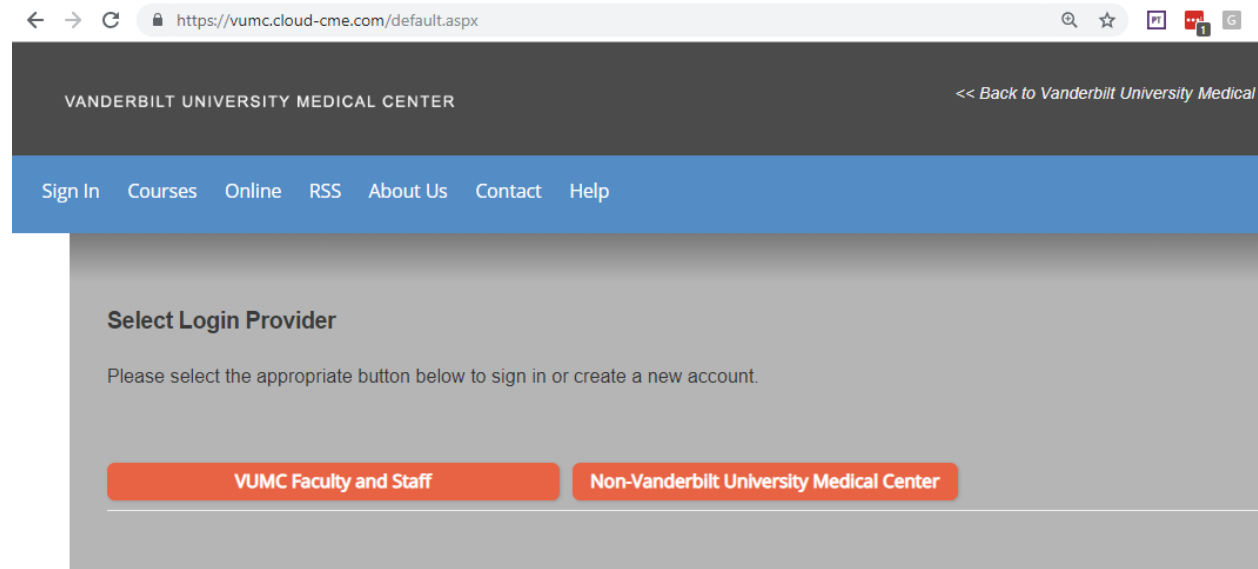 https://vumc.cloud-cme.com/default.aspx
PT
1
G
VANDERBILT UNIVERSITY MEDICAL CENTER
<< Back to Vanderbilt University Medical
Sign In Courses Online RSS About Us Contact Help
Select Login Provider
Please select the appropriate button below to sign in or create a new account.
VUMC Faculty and Staff Non-Vanderbilt University Medical Center